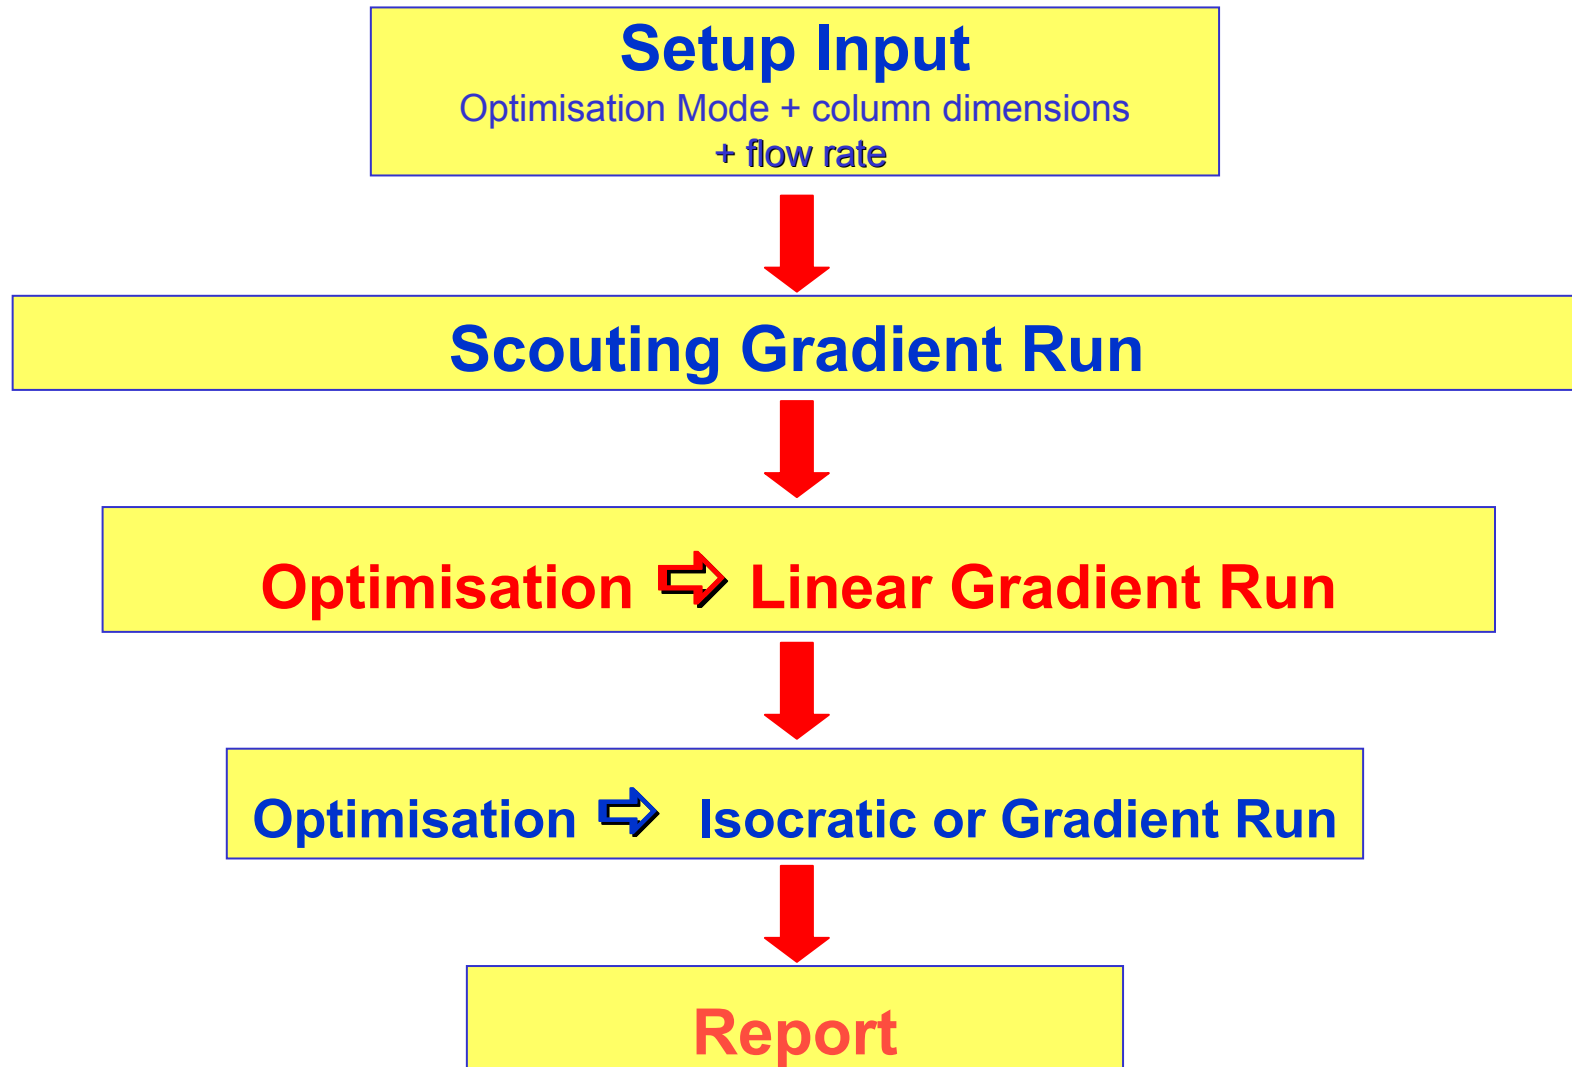 Setup Input
Optimisation Mode + column dimensions
+ flow rate
Scouting Gradient Run
Optimisation ⇨ Linear Gradient Run
Optimisation ⇨ Isocratic or Gradient Run
Report